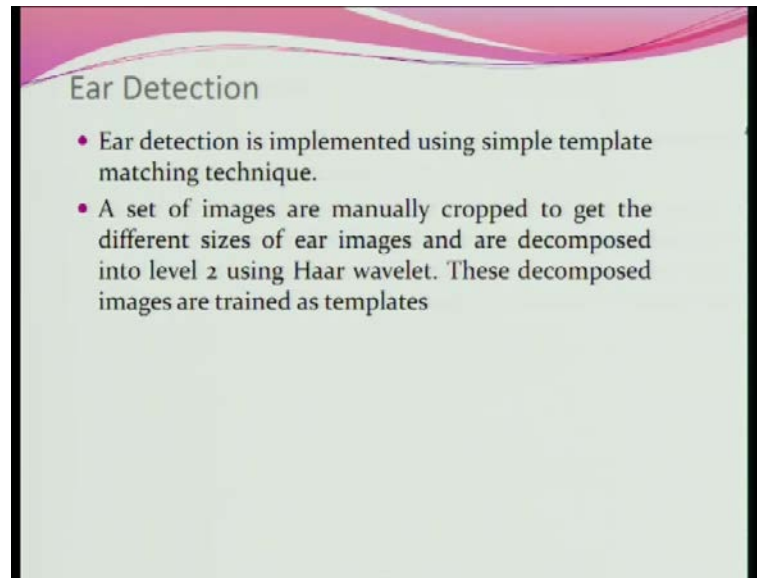 Ear Detection
• Ear detection is implemented using simple template
matching technique.
• A set of images are manually cropped to get the
different sizes of ear images and are decomposed
into level 2 using Haar wavelet. These decomposed
images are trained as templates